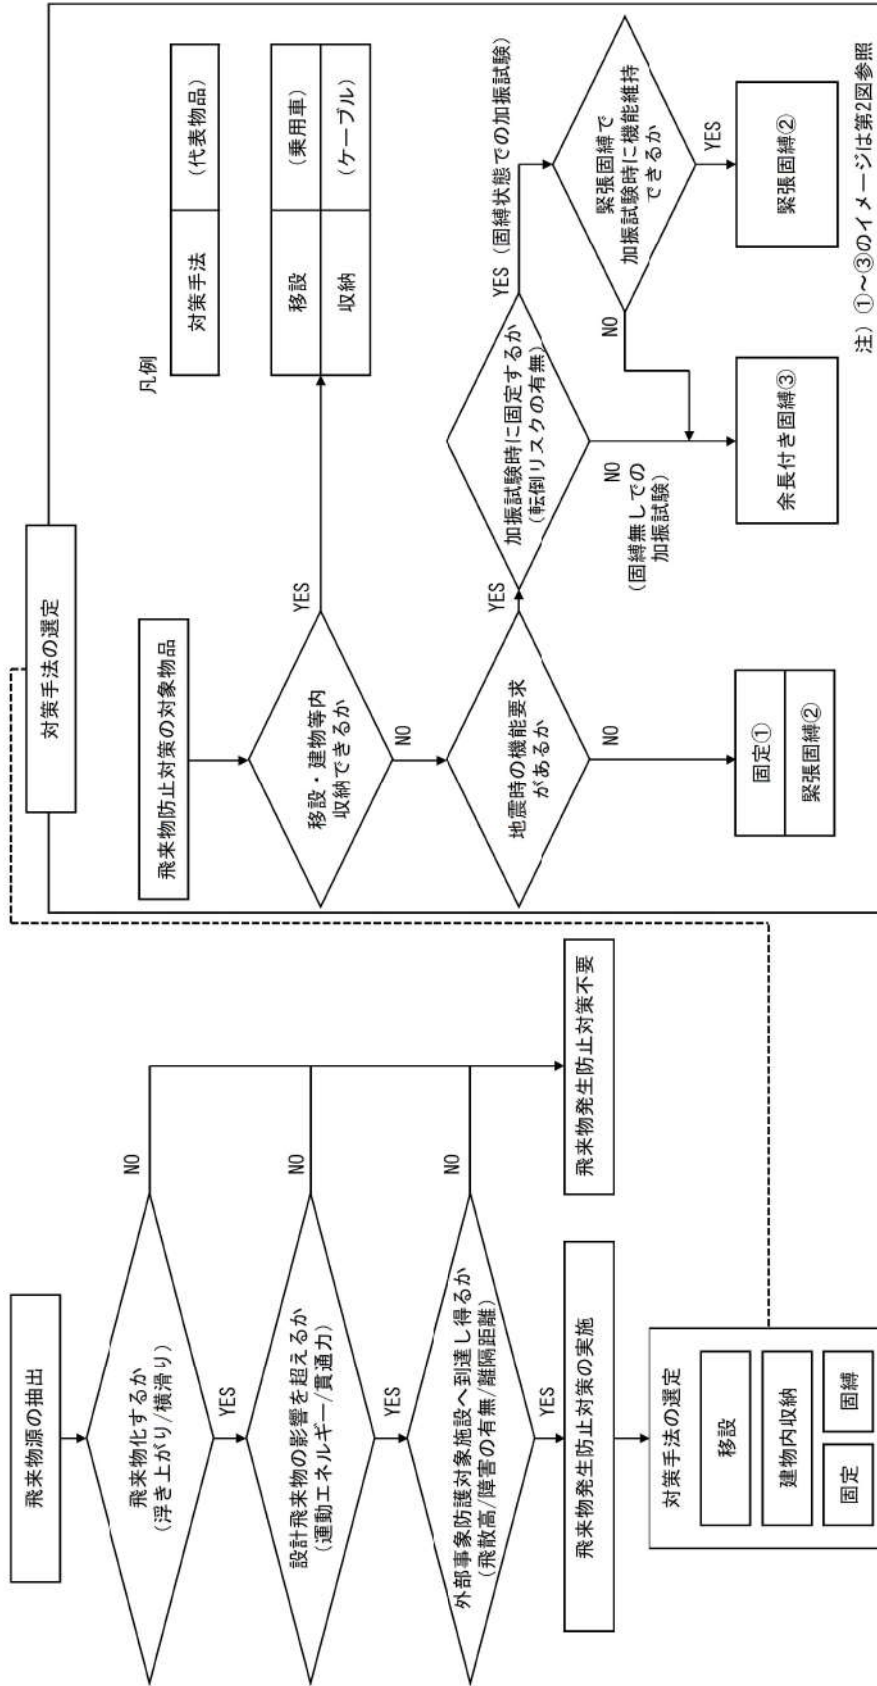 飛来物源の抽出
飛来物化するか
(浮き上がり/横滑り)
NO
YES
設計飛来物の影響を超えるか
(運動エネルギー/貫通力)
NO
YES
外部事象防護対象施設へ到達し得るか
(飛散高/障害の有無/離隔距離)
NO
YES
飛来物発生防止対策の実施
飛来物発生防止対策不要
対策手法の選定
移設
建物内収納
固定
固縛
対策手法の選定
凡例
対策手法
(代表物品)
飛来物防止対策の対象物品
移設・建物等内
収納できるか
YES
移設
(乗用車)
収納
(ケーブル)
NO
地震時の機能要求
があるか
YES
加振試験時に固定するか
(転倒リスクの有無)
YES (固縛状態での加振試験)
緊張固縛で
加振試験時に機能維持
できるか
NO
NO
NO
(固縛無しでの
加振試験)
YES
固定①
緊張固縛②
余長付き固縛③
緊張固縛②
注) ①~③のイメージは第2図参照